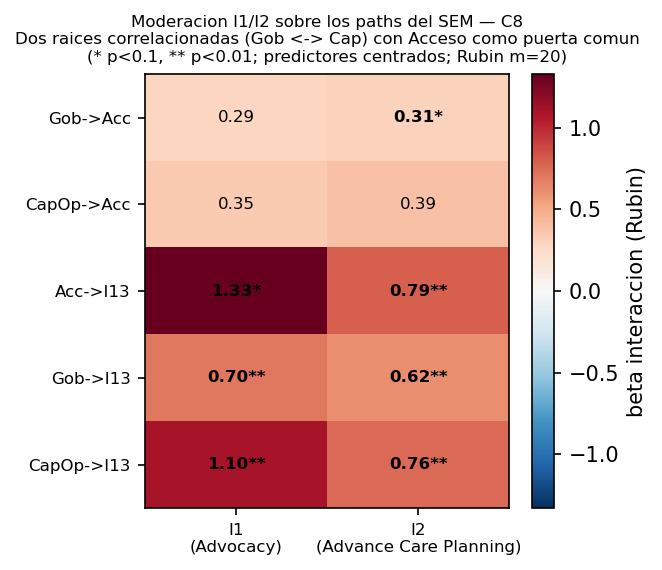 Moderacion I1/I2 sobre los paths del SEM — C8
Dos raices correlacionadas (Gob <-> Cap) con Acceso como puerta comun
(* p<0.1, ** p<0.01; predictores centrados; Rubin m=20)
Gob->Acc
0.29
0.31*
CapOp->Acc
0.35
0.39
Acc->I13
1.33*
0.79**
Gob->I13
0.70**
0.62**
CapOp->I13
1.10**
0.76**
I1
(Advocacy)
I2
(Advance Care Planning)
1.0
0.5
0.0
−0.5
−1.0
beta interaccion (Rubin)